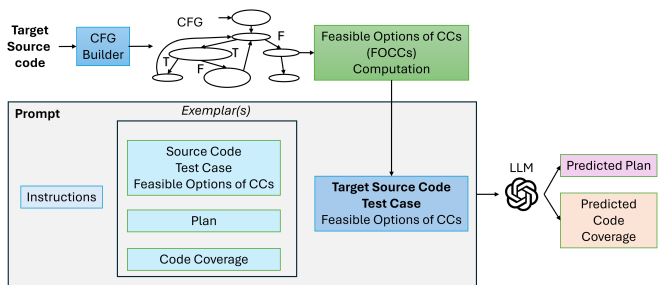 Target
Source
code
CFG
Builder
CFG
F
T
T
F
Feasible Options of CCs
(FOCCs)
Computation
Prompt
Exemplar(s)
Instructions
Source Code
Test Case
Feasible Options of CCs
Plan
Code Coverage
Target Source Code
Test Case
Feasible Options of CCs
LLM
Predicted Plan
Predicted
Code
Coverage